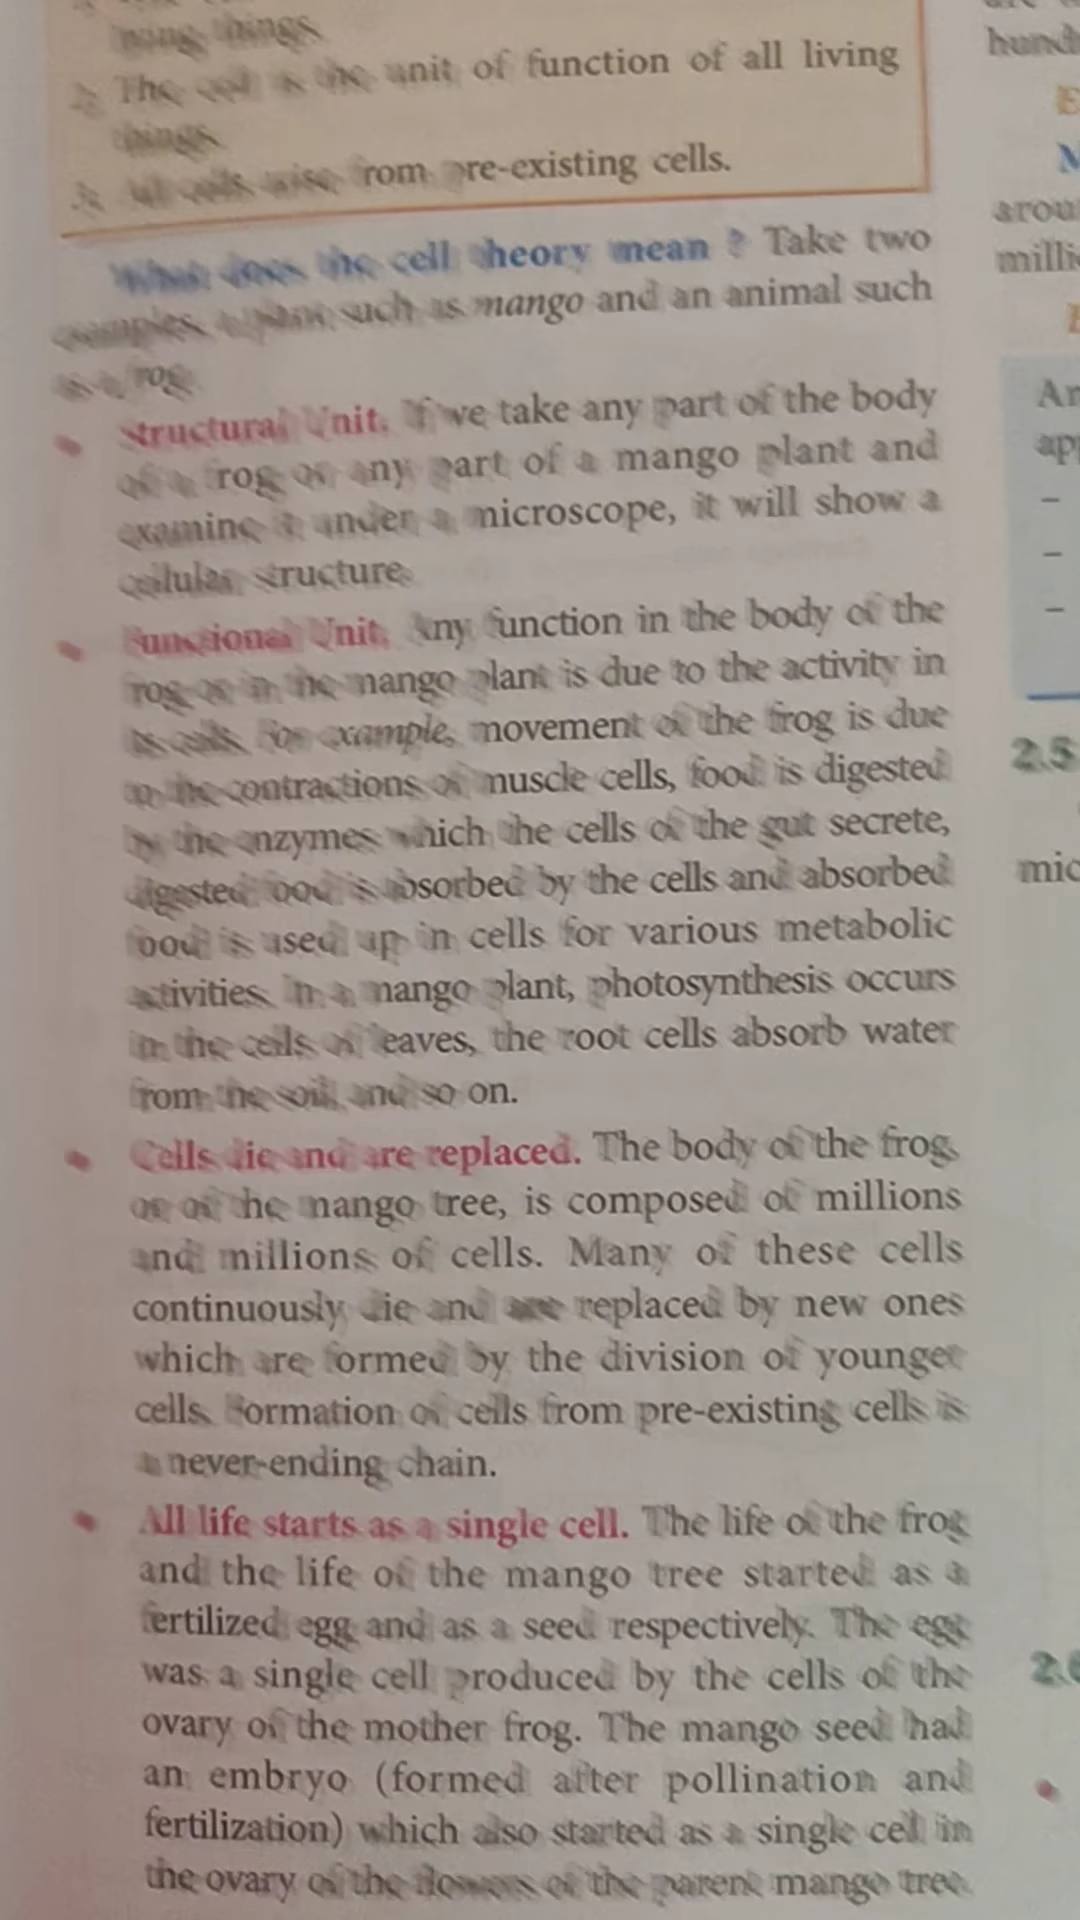 living things.
2. The cell is the unit of function of all living
things.
3. All cells arise from pre-existing cells.
What does the cell theory mean ? Take two
examples, a plant such as mango and an animal such
as a frog.
• Structural Unit. If we take any part of the body
of a frog or any part of a mango plant and
examine it under a microscope, it will show a
cellular structure.
• Functional Unit. Any function in the body of the
frog or in the mango plant is due to the activity in
its cells. For example, movement of the frog is due
to the contractions of muscle cells, food is digested
by the enzymes which the cells of the gut secrete,
digested food is absorbed by the cells and absorbed
food is used up in cells for various metabolic
activities. In a mango plant, photosynthesis occurs
in the cells of leaves, the root cells absorb water
from the soil, and so on.
• Cells die and are replaced. The body of the frog,
or of the mango tree, is composed of millions
and millions of cells. Many of these cells
continuously die and are replaced by new ones
which are formed by the division of younger
cells. Formation of cells from pre-existing cells is
a never-ending chain.
• All life starts as a single cell. The life of the frog
and the life of the mango tree started as a
fertilized egg and as a seed respectively. The egg
was a single cell produced by the cells of the
ovary of the mother frog. The mango seed had
an embryo (formed after pollination and
fertilization) which also started as a single cell in
the ovary of the flowers of the parent mango tree.
2.5